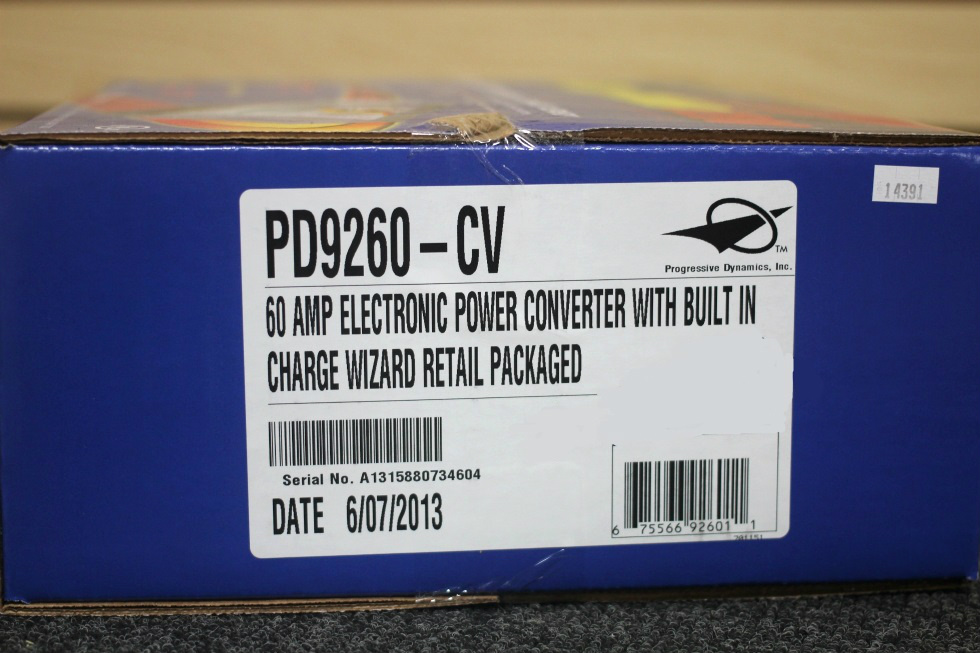 14391
PD9260-CV
TM
Progressive Dynamics, Inc.
60 AMP ELECTRONIC POWER CONVERTER WITH BUILT IN
CHARGE WIZARD RETAIL PACKAGED
Serial No. A1315880734604
DATE 6/07/2013
6 75566 92601 1